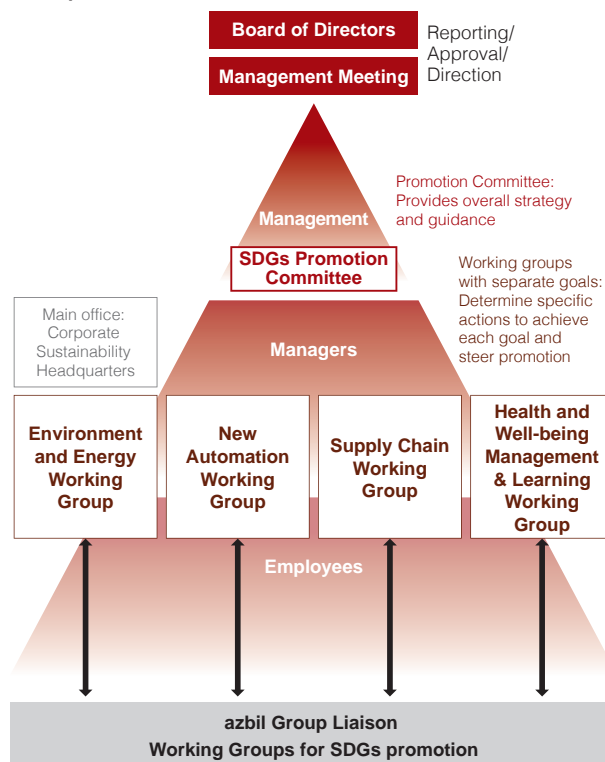 Board of Directors
Management Meeting
Reporting/
Approval/
Direction
Management
Promotion Committee:
Provides overall strategy
and guidance
SDGs Promotion
Committee
Working groups
with separate goals:
Determine specific
actions to achieve
each goal and
steer promotion
Main office:
Corporate
Sustainability
Headquarters
Managers
Environment
and Energy
Working
Group
New
Automation
Working
Group
Supply Chain
Working
Group
Health and
Well-being
Management
& Learning
Working
Group
Employees
azbil Group Liaison
Working Groups for SDGs promotion